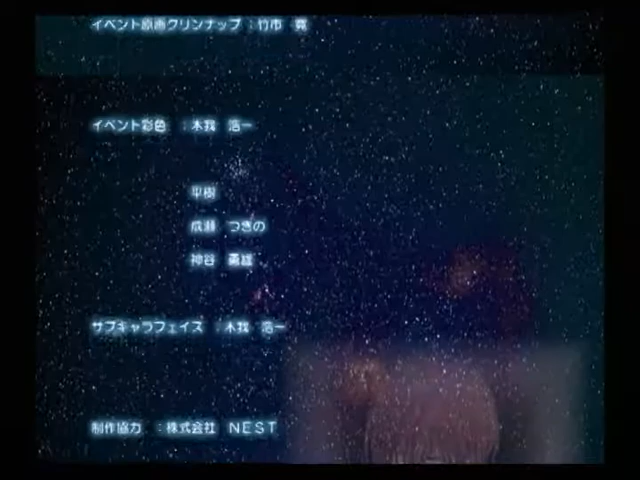 イベント原画クリンナップ：竹市　寛
イベント彩色　：木我　浩一
平樹
成瀬　つきの
神谷　勇雄
サブキャラフェイス　：木我　浩一
制作協力　：株式会社　ＮＥＳＴ